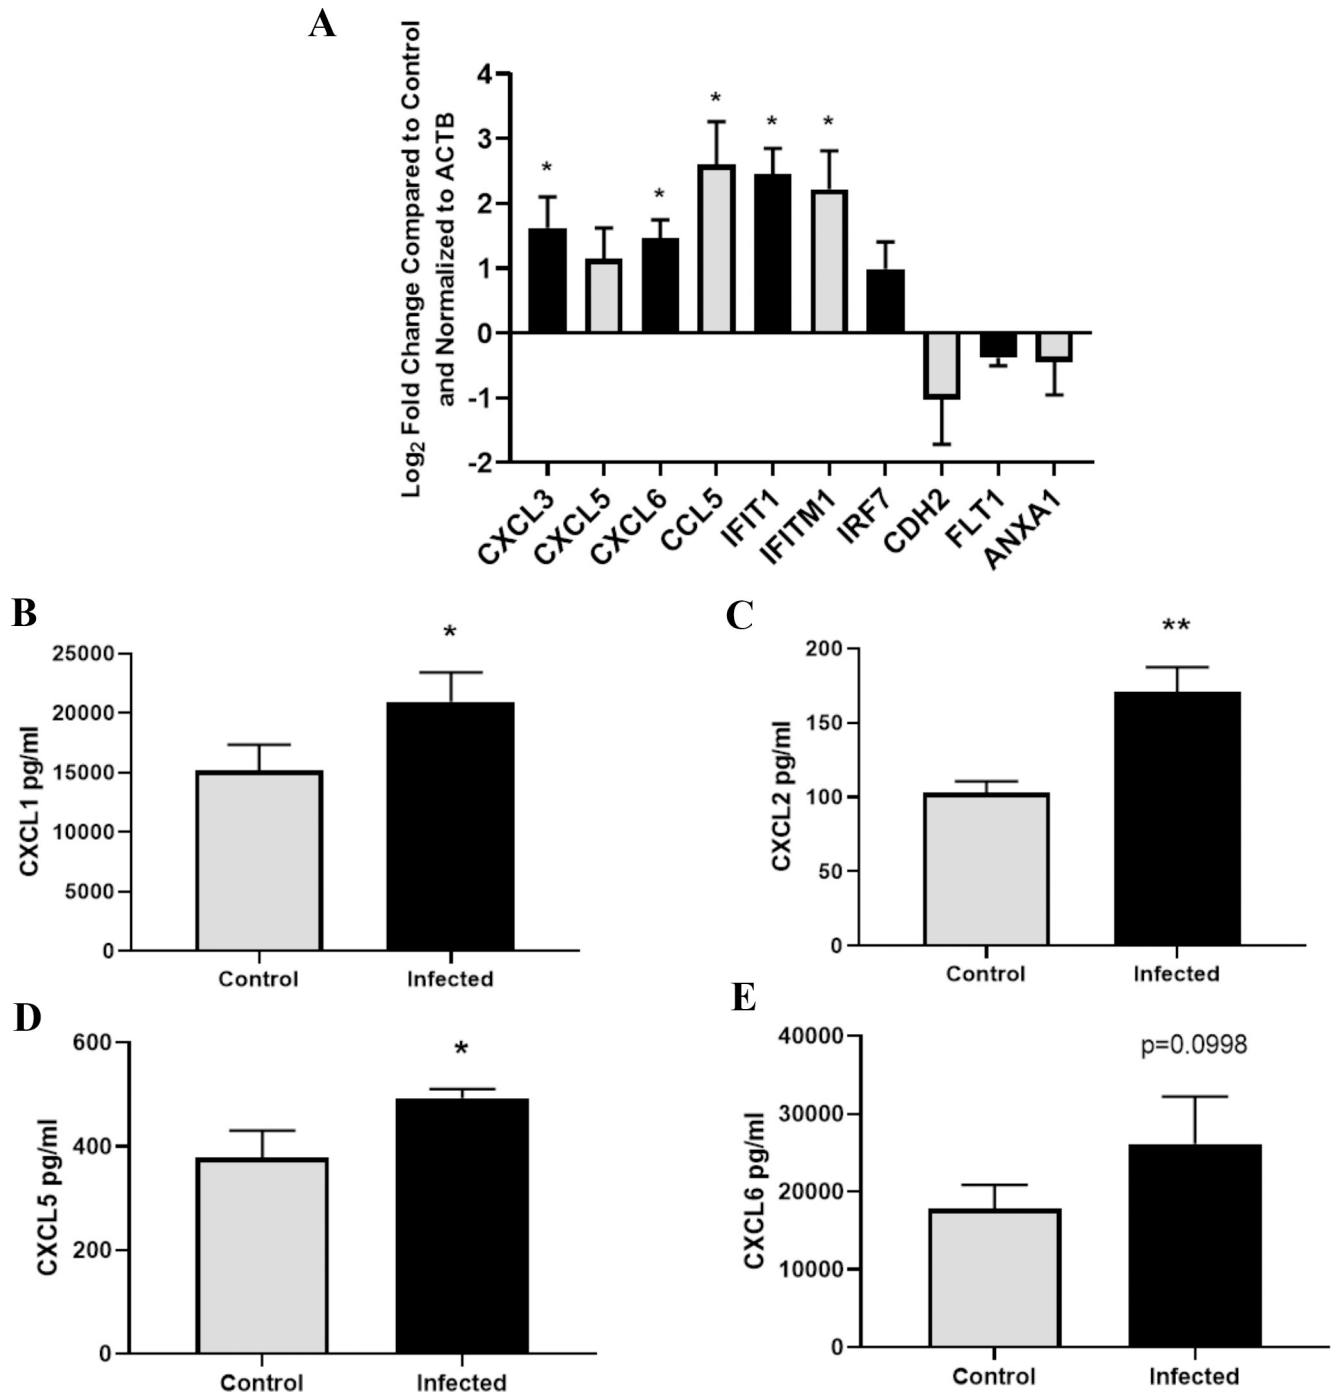 A
Log2 Fold Change Compared to Control
and Normalized to ACTB
4
3
2
1
0
-1
-2
*
*
*
*
*
CXCL3
CXCL5
CXCL6
CCL5
IFIT1
IFITM1
IRF7
CDH2
FLT1
ANXA1
B
CXCL1 pg/ml
25000
20000
15000
10000
5000
0
*
Control
Infected
C
CXCL2 pg/ml
200
150
100
50
0
**
Control
Infected
D
CXCL5 pg/ml
600
400
200
0
*
Control
Infected
E
CXCL6 pg/ml
40000
30000
20000
10000
0
p=0.0998
Control
Infected